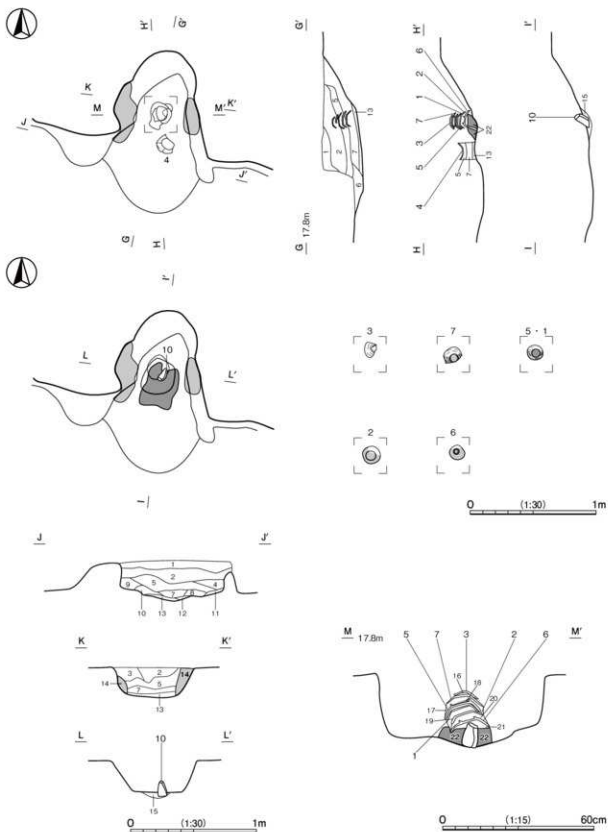 H' G'
K
M
M' K'
J
4
J'
G H
G' H' I'
6
2
1
7
3
5
4
22
13
5 7
13
1
2
5
7
6
10
15
G 17.8m H I
I'
10
L L'
I
3 7 5・1
2 6
0 (1:30) 1m
J J'
1
2
9 5 4
7 8
10 13 12 11
K K'
3 2
14 5 14
7
13
L L'
10
15
0 (1:30) 1m
M 17.8m M'
5 7 3 2 6
16 18
17 20
19 21
22 22
1
0 (1:15) 60cm